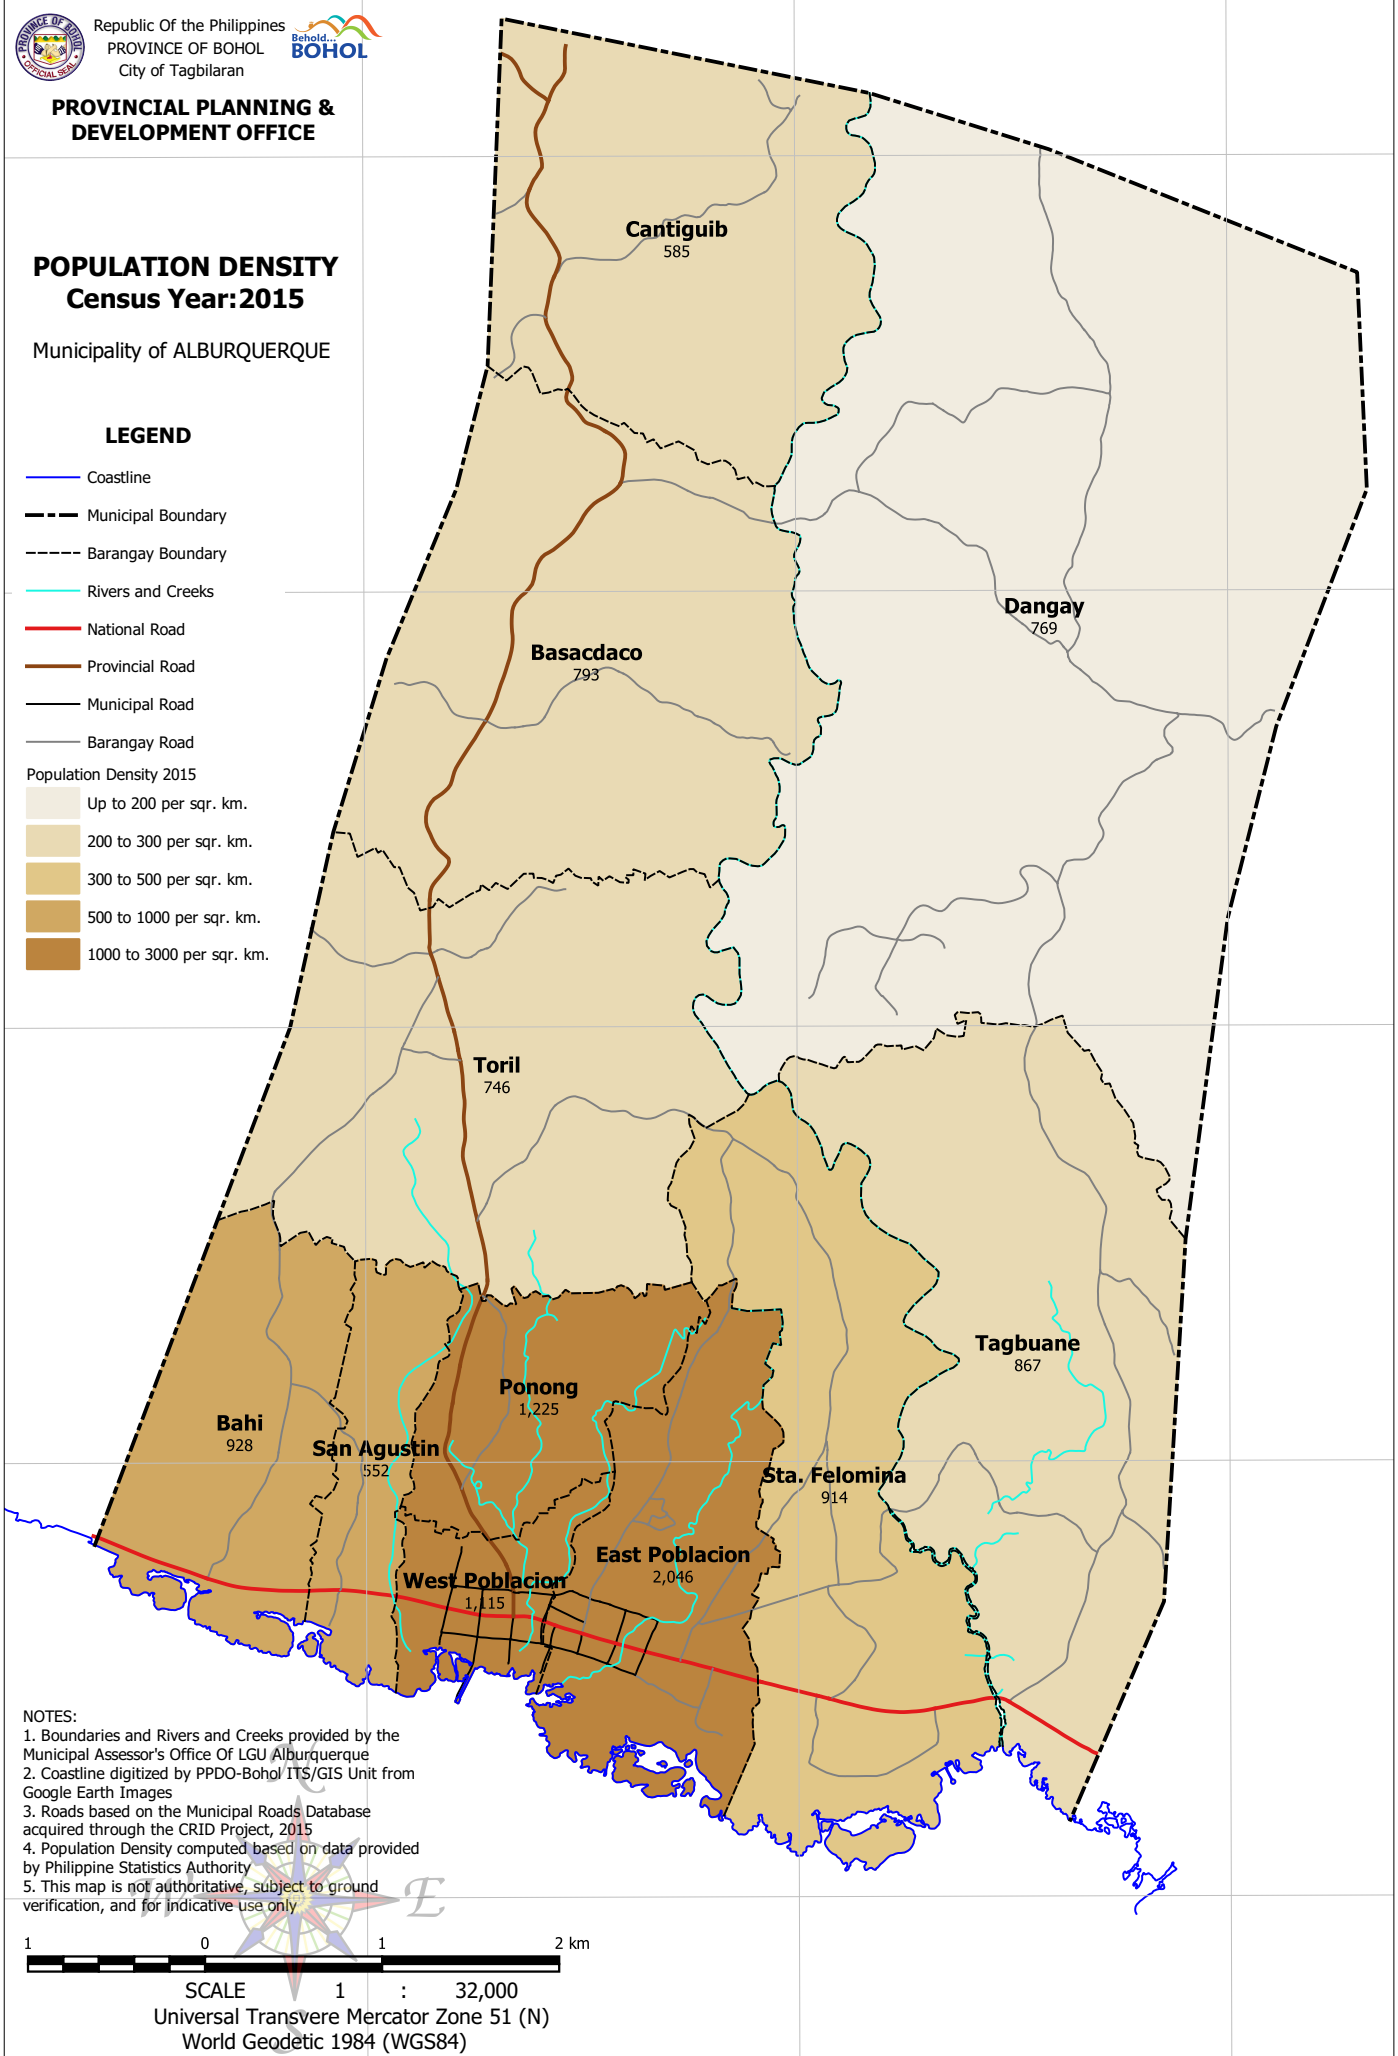 Republic Of the Philippines
PROVINCE OF BOHOL
City of Tagbilaran
PROVINCE OF BOHOL
OFFICIAL SEAL
Behold...
BOHOL
PROVINCIAL PLANNING &
DEVELOPMENT OFFICE
POPULATION DENSITY
Census Year:2015
Municipality of ALBURQUERQUE
LEGEND
Coastline
Municipal Boundary
Barangay Boundary
Rivers and Creeks
National Road
Provincial Road
Municipal Road
Barangay Road
Population Density 2015
Up to 200 per sqr. km.
200 to 300 per sqr. km.
300 to 500 per sqr. km.
500 to 1000 per sqr. km.
1000 to 3000 per sqr. km.
Cantiguib
585
Dangay
769
Basacdaco
793
Toril
746
Tagbuane
867
Ponong
1,225
Bahi
928
San Agustin
552
Sta. Felomina
914
East Poblacion
2,046
West Poblacion
1,115
NOTES:
1. Boundaries and Rivers and Creeks provided by the
Municipal Assessor's Office Of LGU Alburquerque
2. Coastline digitized by PPDO-Bohol ITS/GIS Unit from
Google Earth Images
3. Roads based on the Municipal Roads Database
acquired through the CRID Project, 2015
4. Population Density computed based on data provided
by Philippine Statistics Authority
5. This map is not authoritative, subject to ground
verification, and for indicative use only
N
W
E
S
1 0 1 2 km
SCALE 1 : 32,000
Universal Transvere Mercator Zone 51 (N)
World Geodetic 1984 (WGS84)